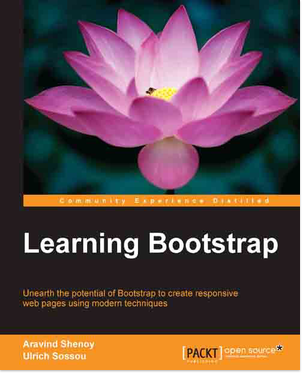 Community Experience Distilled
Learning Bootstrap
Unearth the potential of Bootstrap to create responsive
web pages using modern techniques
Aravind Shenoy
Ulrich Sossou
[PACKT] open source*
PUBLISHING